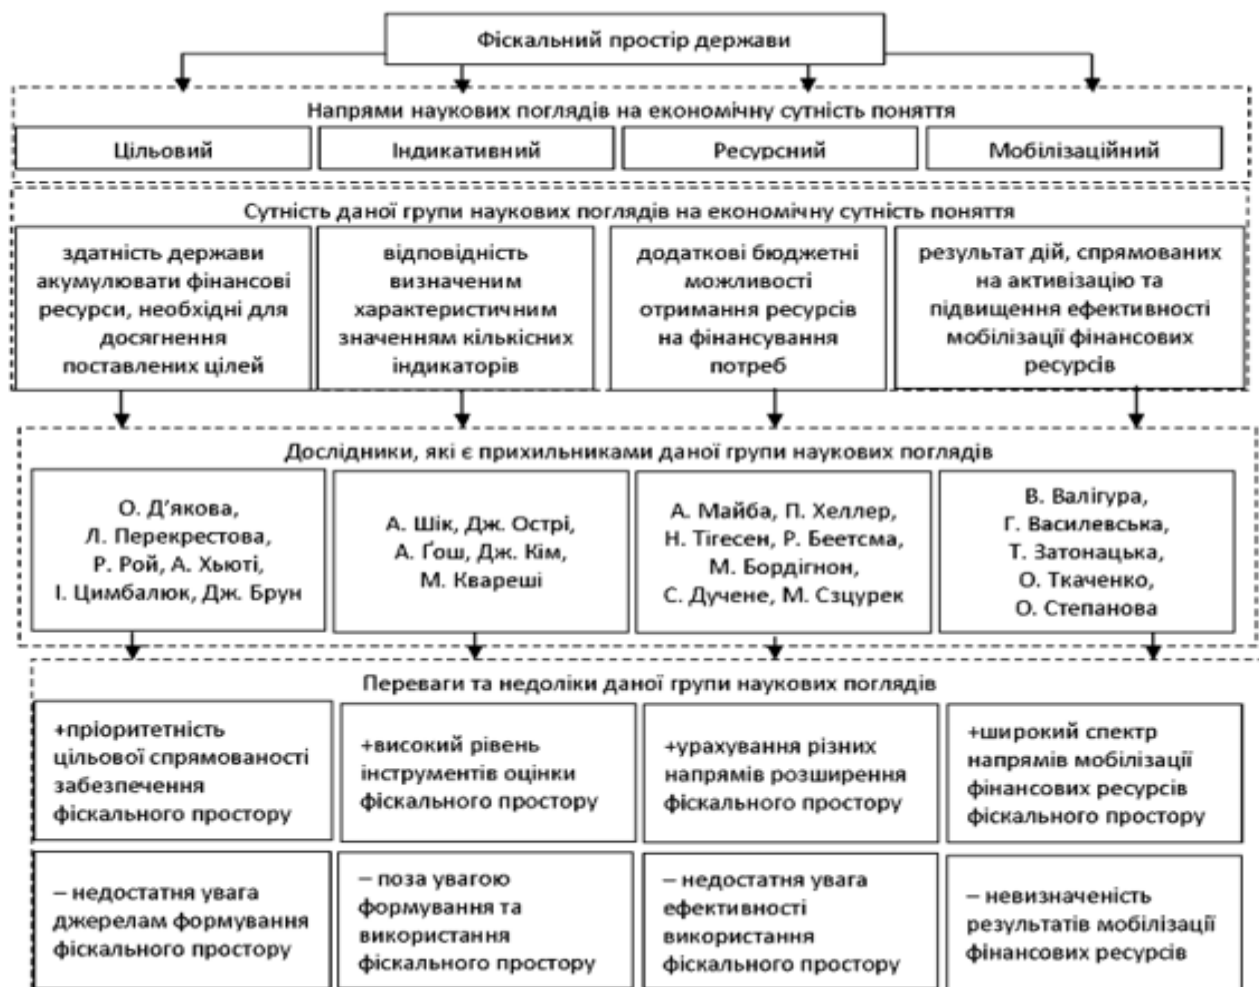 Фіскальний простір держави
Напрями наукових поглядів на економічну сутність поняття
Цільовий
Індикативний
Ресурсний
Мобілізаційний
Сутність даної групи наукових поглядів на економічну сутність поняття
здатність держави
акумулювати фінансові
ресурси, необхідні для
досягнення
поставлених цілей
відповідність
визначеним
характеристичним
значенням кількісних
індикаторів
додаткові бюджетні
можливості
отримання ресурсів
на фінансування
потреб
результат дій, спрямованих
на активізацію та
підвищення ефективності
мобілізації фінансових
ресурсів
Дослідники, які є прихильниками даної групи наукових поглядів
О. Д’якова,
Л. Перекрестова,
Р. Рой, А. Хьюті,
І. Цимбалюк, Дж. Брун
А. Шік, Дж. Острі,
А. Ґош, Дж. Кім,
М. Квареші
А. Майба, П. Хеллер,
Н. Тігесен, Р. Беетсма,
М. Бордігнон,
С. Дучене, М. Сзцурек
В. Валігура,
Г. Василевська,
Т. Затонацька,
О. Ткаченко,
О. Степанова
Переваги та недоліки даної групи наукових поглядів
+пріоритетність
цільової спрямованості
забезпечення
фіскального простору
+високий рівень
інструментів оцінки
фіскального простору
+урахування різних
напрямів розширення
фіскального простору
+широкий спектр
напрямів мобілізації
фінансових ресурсів
фіскального простору
– недостатня увага
джерелам формування
фіскального простору
– поза увагою
формування та
використання
фіскального простору
– недостатня увага
ефективності
використання
фіскального простору
– невизначеність
результатів мобілізації
фінансових ресурсів